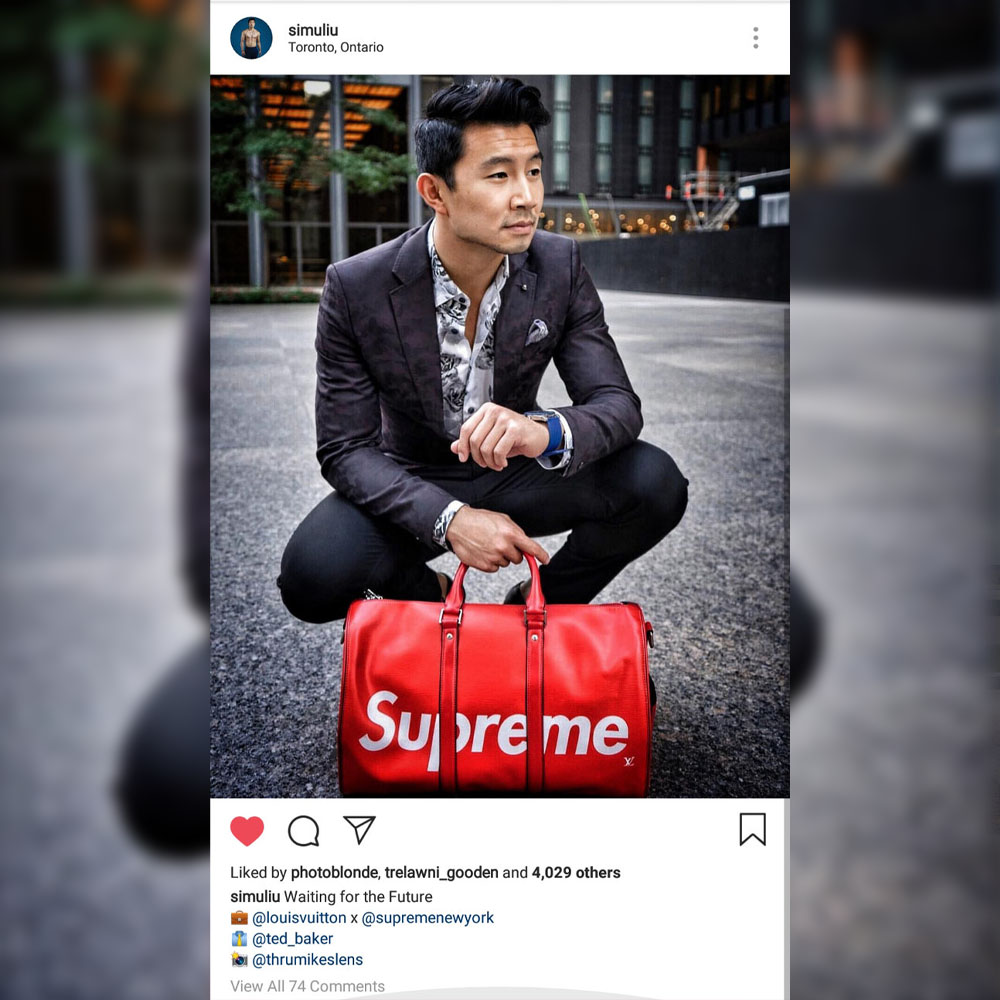 simuliu
Toronto, Ontario
Supreme
LV
Liked by photoblonde, trelawni_gooden and 4,029 others
simuliu Waiting for the Future
💼 @louisvuitton x @supremenewyork
👔 @ted_baker
📸 @thrumikeslens
View All 74 Comments